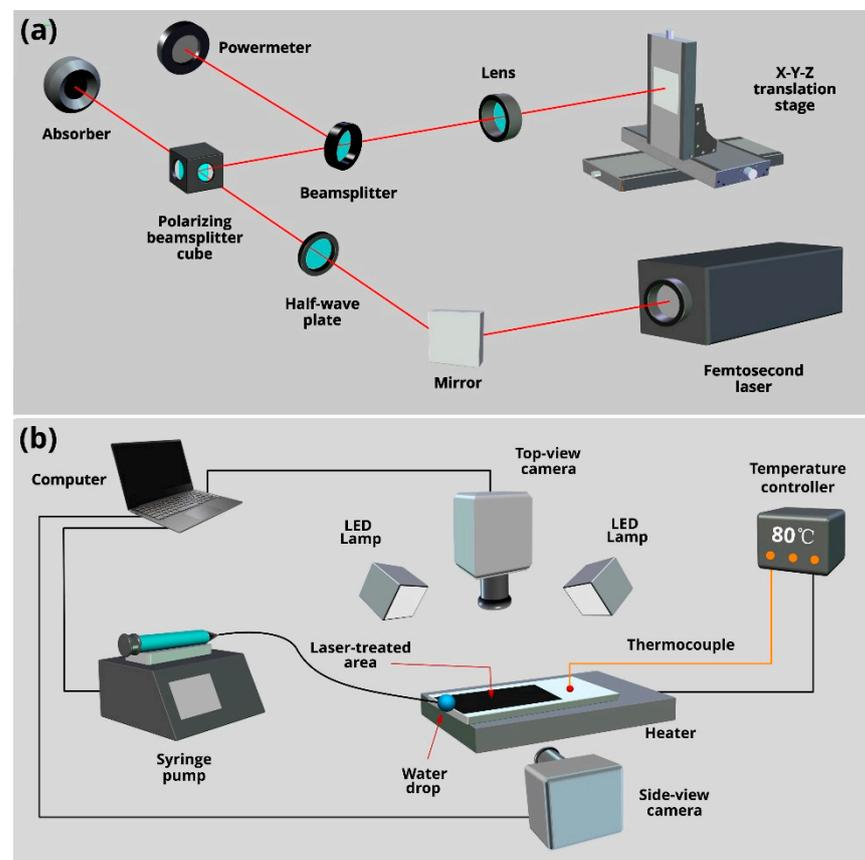 (a)
Powermeter
Absorber
Lens
X-Y-Z
translation
stage
Polarizing
beamsplitter
cube
Beamsplitter
Half-wave
plate
Mirror
Femtosecond
laser
(b)
Computer
Top-view
camera
Temperature
controller
LED
Lamp
LED
Lamp
80℃
Laser-treated
area
Thermocouple
Syringe
pump
Water
drop
Heater
Side-view
camera